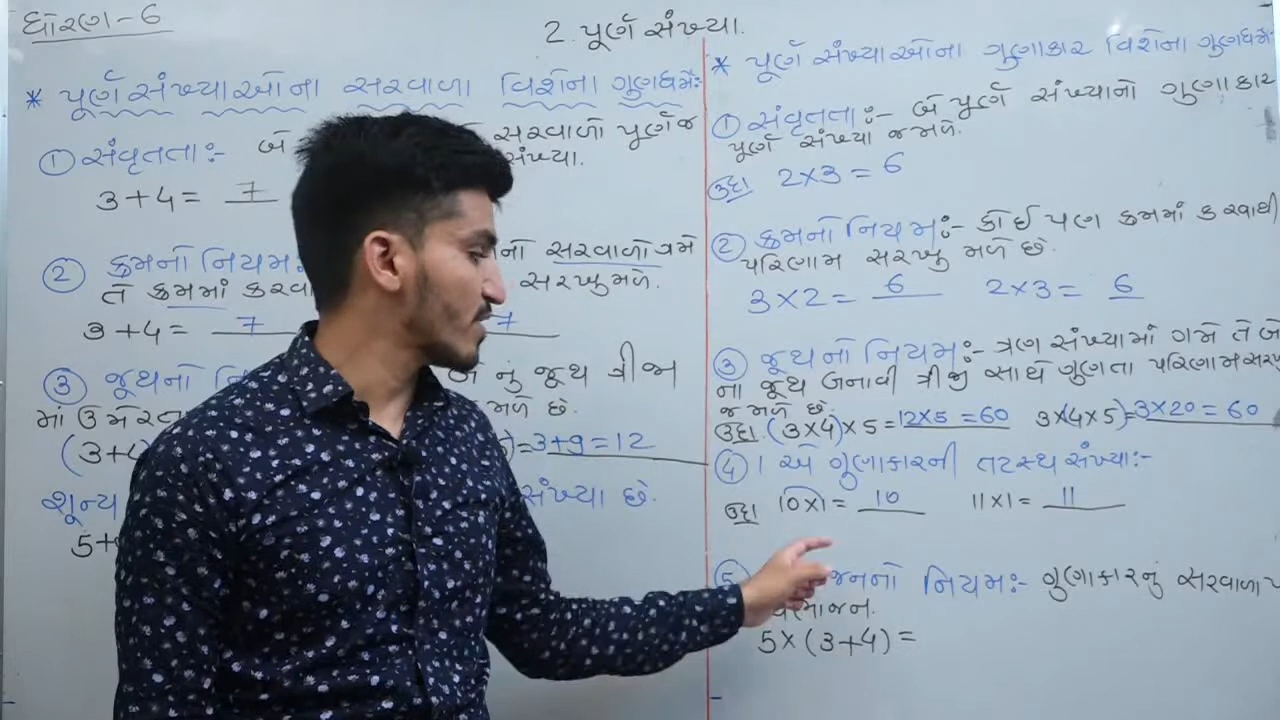 ધોરણ-6
2. પૂર્ણ સંખ્યા.
* પૂર્ણ સંખ્યાઓના સરવાળા વિશેના ગુણધર્મ:
① સંવૃતતા:- બે સરવાળો પૂર્ણ જ
સંખ્યા.
3+4= 7
② ક્રમનો નિયમ: નો સરવાળો ગમે
તે ક્રમમાં કરવા સરખુ મળે.
3+4= 7 7
③ જૂથનો બે નું જૂથ ત્રીજા
માં ઉમેરતા મળે છે.
(3+4) =3+9=12
શૂન્ય સંખ્યા છે.
5+
* પૂર્ણ સંખ્યાઓના ગુણાકાર વિશેના ગુણધર્મ
① સંવૃતતા:- બે પૂર્ણ સંખ્યાનો ગુણાકાર
પૂર્ણ સંખ્યા જ મળે.
ઉદા 2×3=6
② ક્રમનો નિયમ:- કોઈ પણ ક્રમમાં કરવાથી
પરિણામ સરખુ મળે છે.
3×2= 6 2×3= 6
③ જૂથનો નિયમ:- ત્રણ સંખ્યામાં ગમે તે બે
ના જૂથ બનાવી ત્રીજી સાથે ગુણતા પરિણામ સરખુ
જ મળે છે.
ઉદા. (3×4)×5=12×5=60 3×(4×5)=3×20=60
④ 1 એ ગુણાકારની તટસ્થ સંખ્યા:-
ઉદા 10×1= 10 11×1= 11
⑤ જનનો નિયમ:- ગુણાકારનું સરવાળા પ
વિભાજન.
5×(3+4)=